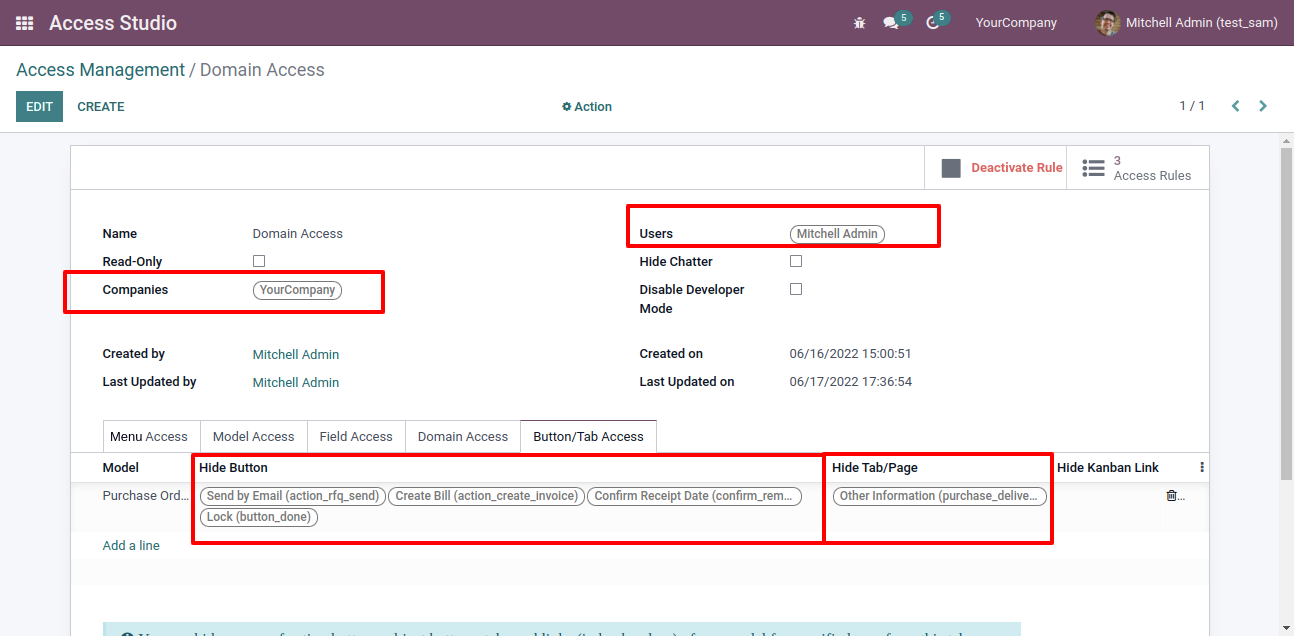 Access Studio 5 5 YourCompany Mitchell Admin (test_sam)
Access Management / Domain Access
EDIT CREATE Action 1 / 1
Deactivate Rule 3
Access Rules
Name Domain Access Users Mitchell Admin
Read-Only Hide Chatter
Companies YourCompany Disable Developer
Mode
Created by Mitchell Admin Created on 06/16/2022 15:00:51
Last Updated by Mitchell Admin Last Updated on 06/17/2022 17:36:54
Menu Access Model Access Field Access Domain Access Button/Tab Access
Model Hide Button Hide Tab/Page Hide Kanban Link
Purchase Ord... Send by Email (action_rfq_send) Create Bill (action_create_invoice) Confirm Receipt Date (confirm_rem... Other Information (purchase_delive... ...
Lock (button_done)
Add a line